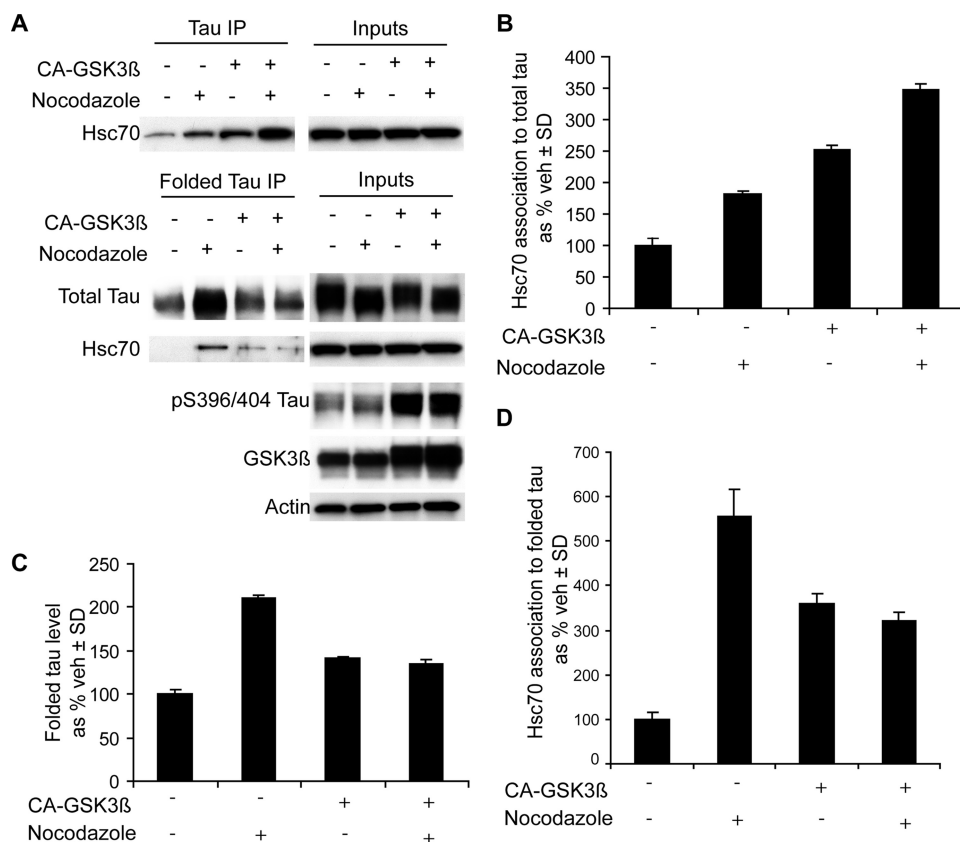 A
Tau IP Inputs
CA-GSK3ß - - + + - - + +
Nocodazole - + - + - + - +
Hsc70
Folded Tau IP Inputs
CA-GSK3ß - - + + - - + +
Nocodazole - + - + - + - +
Total Tau
Hsc70
pS396/404 Tau
GSK3ß
Actin
B
Hsc70 association to total tau
as % veh ± SD
400
350
300
250
200
150
100
50
0
CA-GSK3ß - - + +
Nocodazole - + - +
C
Folded tau level
as % veh ± SD
250
200
150
100
50
0
CA-GSK3ß - - + +
Nocodazole - + - +
D
Hsc70 association to folded tau
as % veh ± SD
700
600
500
400
300
200
100
0
CA-GSK3ß - - + +
Nocodazole - + - +